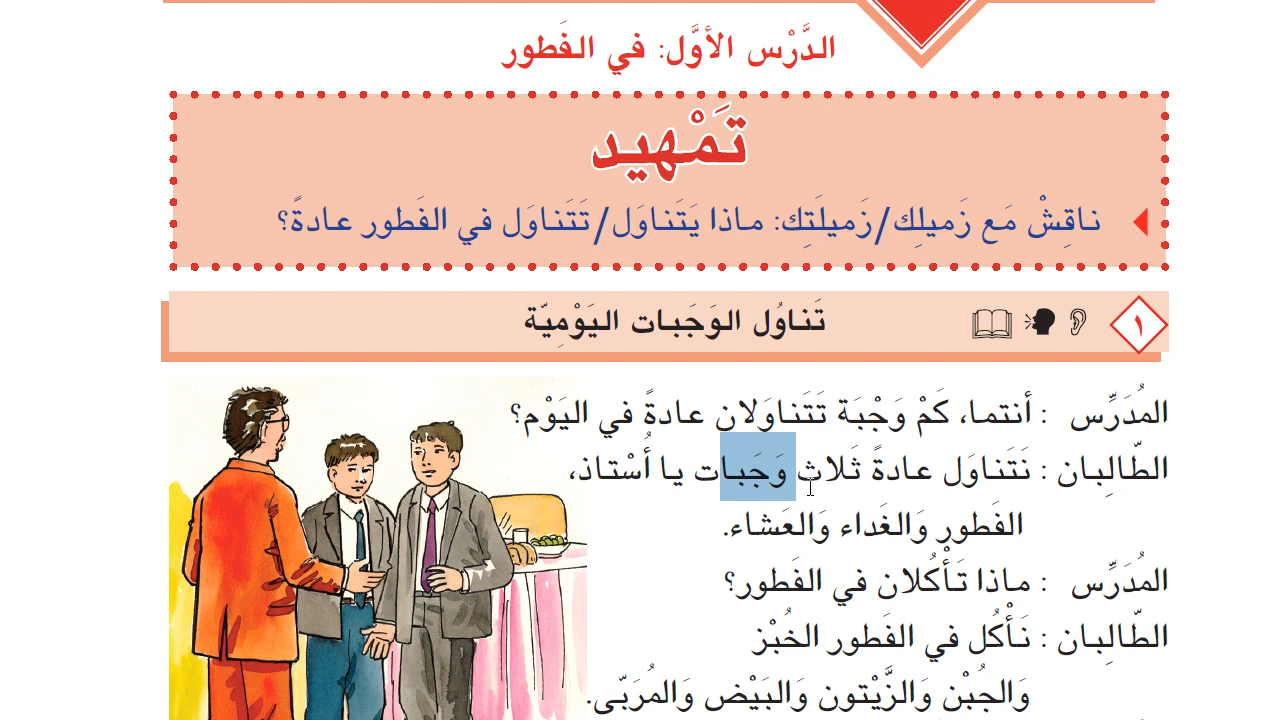 الدَّرْس الأوَّل: في الفَطور
تَمْهيد
ناقِشْ مَع زَميلِك/زَميلَتِك: ماذا يَتَناوَل/تَتَناوَل في الفَطور عادةً؟
١ تَناوُل الوَجَبات اليَوْمِيّة
المُدَرِّس : أنتما، كَمْ وَجْبَة تَتَناوَلانِ عادةً في اليَوْم؟
الطّالِبان : نَتَناوَل عادةً ثَلاث وَجَبات يا أُسْتاذ،
الفَطور وَالغَداء وَالعَشاء.
المُدَرِّس : ماذا تَأْكُلان في الفَطور؟
الطّالِبان : نَأْكُل في الفَطور الخُبْز
وَالجُبْن وَالزَّيْتون وَالبَيْض وَالمُرَبّى.